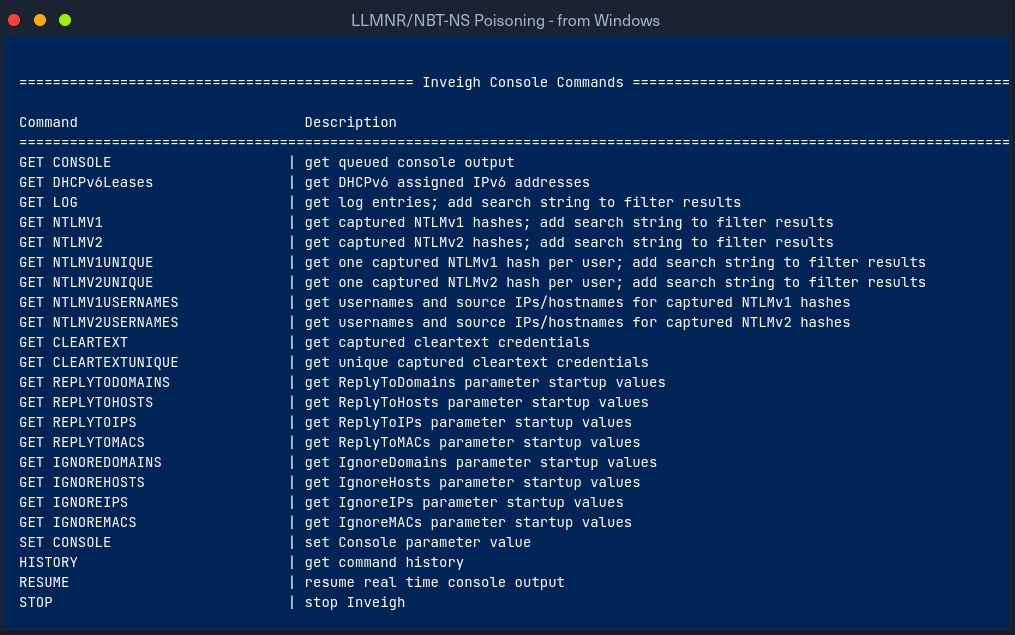 LLMNR/NBT-NS Poisoning - from Windows
=============================================== Inveigh Console Commands =============================================
Command                           Description
======================================================================================================================
GET CONSOLE                     | get queued console output
GET DHCPv6Leases                | get DHCPv6 assigned IPv6 addresses
GET LOG                         | get log entries; add search string to filter results
GET NTLMV1                      | get captured NTLMv1 hashes; add search string to filter results
GET NTLMV2                      | get captured NTLMv2 hashes; add search string to filter results
GET NTLMV1UNIQUE                | get one captured NTLMv1 hash per user; add search string to filter results
GET NTLMV2UNIQUE                | get one captured NTLMv2 hash per user; add search string to filter results
GET NTLMV1USERNAMES             | get usernames and source IPs/hostnames for captured NTLMv1 hashes
GET NTLMV2USERNAMES             | get usernames and source IPs/hostnames for captured NTLMv2 hashes
GET CLEARTEXT                   | get captured cleartext credentials
GET CLEARTEXTUNIQUE             | get unique captured cleartext credentials
GET REPLYTODOMAINS              | get ReplyToDomains parameter startup values
GET REPLYTOHOSTS                | get ReplyToHosts parameter startup values
GET REPLYTOIPS                  | get ReplyToIPs parameter startup values
GET REPLYTOMACS                 | get ReplyToMACs parameter startup values
GET IGNOREDOMAINS               | get IgnoreDomains parameter startup values
GET IGNOREHOSTS                 | get IgnoreHosts parameter startup values
GET IGNOREIPS                   | get IgnoreIPs parameter startup values
GET IGNOREMACS                  | get IgnoreMACs parameter startup values
SET CONSOLE                     | set Console parameter value
HISTORY                         | get command history
RESUME                          | resume real time console output
STOP                            | stop Inveigh